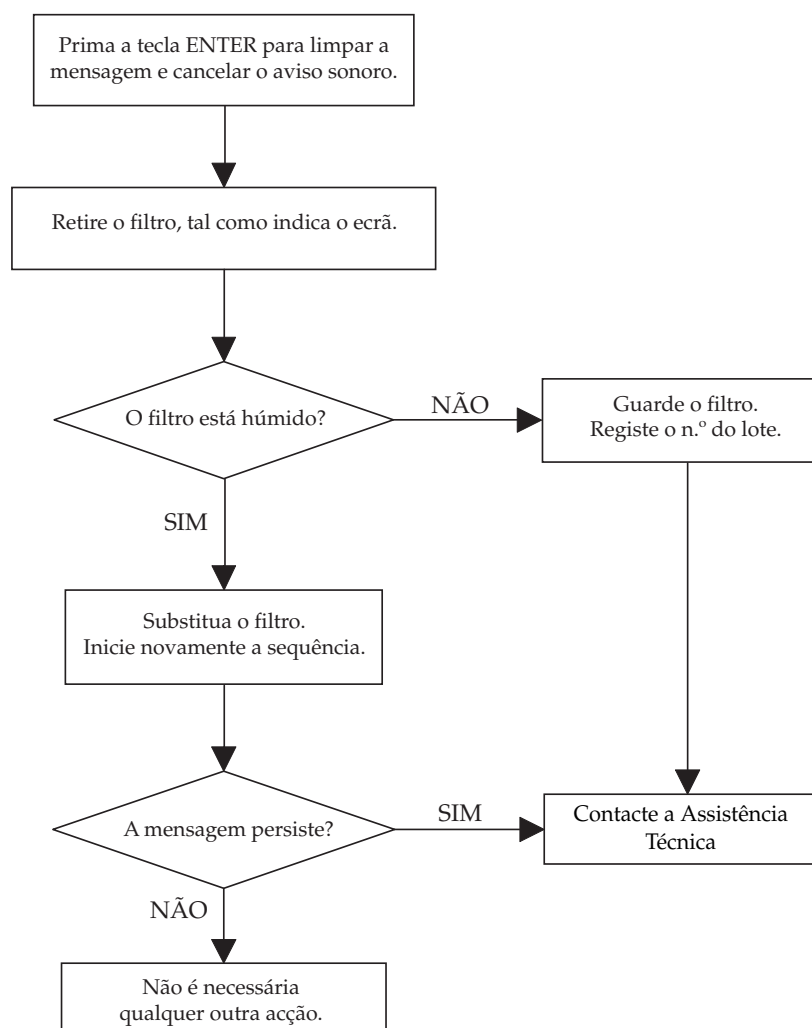 Prima a tecla ENTER para limpar a
mensagem e cancelar o aviso sonoro.
Retire o filtro, tal como indica o ecrã.
O filtro está húmido?
NÃO
Guarde o filtro.
Registe o n.º do lote.
SIM
Substitua o filtro.
Inicie novamente a sequência.
A mensagem persiste?
SIM
Contacte a Assistência
Técnica
NÃO
Não é necessária
qualquer outra acção.